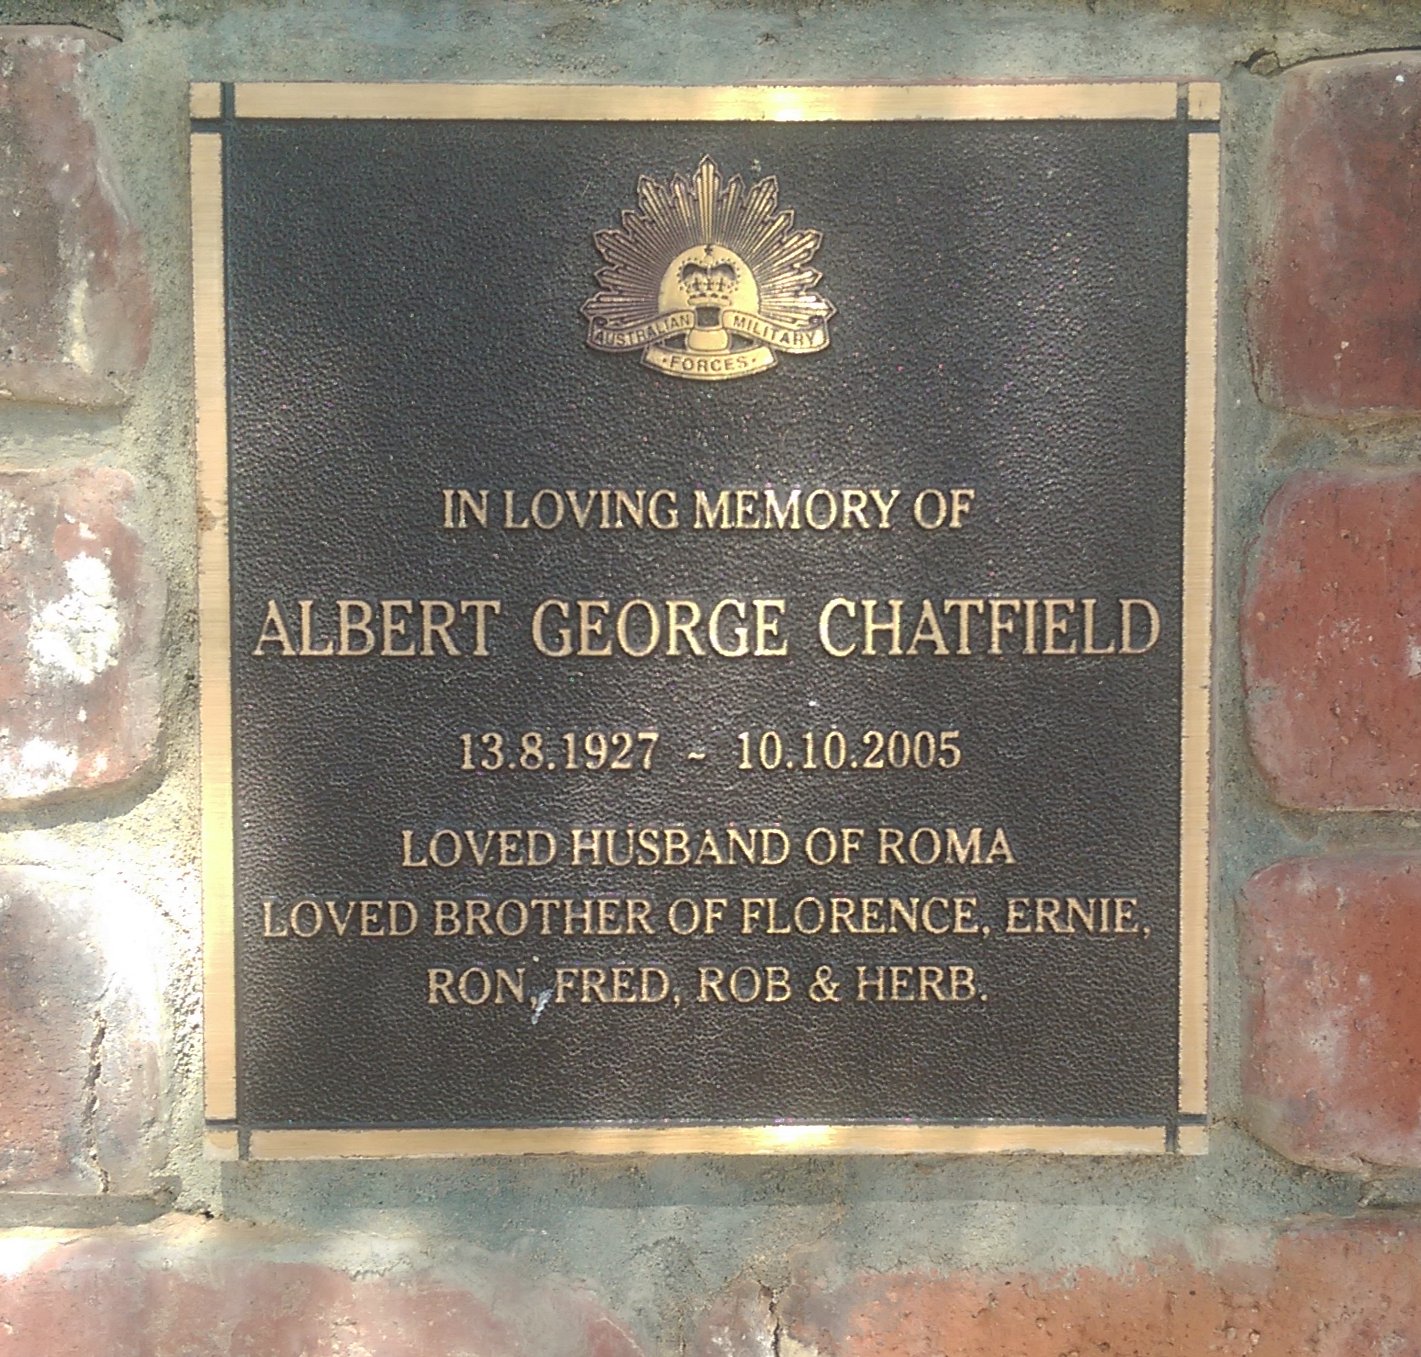 AUSTRALIAN MILITARY
FORCES
IN LOVING MEMORY OF
ALBERT GEORGE CHATFIELD
13.8.1927 ~ 10.10.2005
LOVED HUSBAND OF ROMA
LOVED BROTHER OF FLORENCE, ERNIE,
RON, FRED, ROB & HERB.